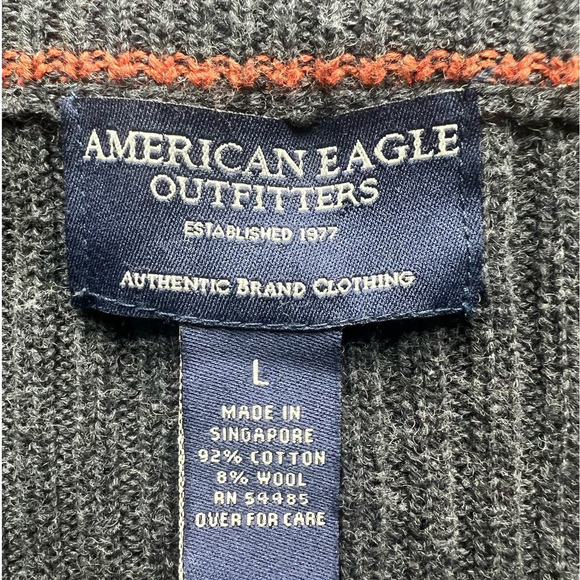 AMERICAN EAGLE
OUTFITTERS
ESTABLISHED 1977
AUTHENTIC BRAND CLOTHING
L
MADE IN
SINGAPORE
92% COTTON
8% WOOL
RN 54485
OVER FOR CARE